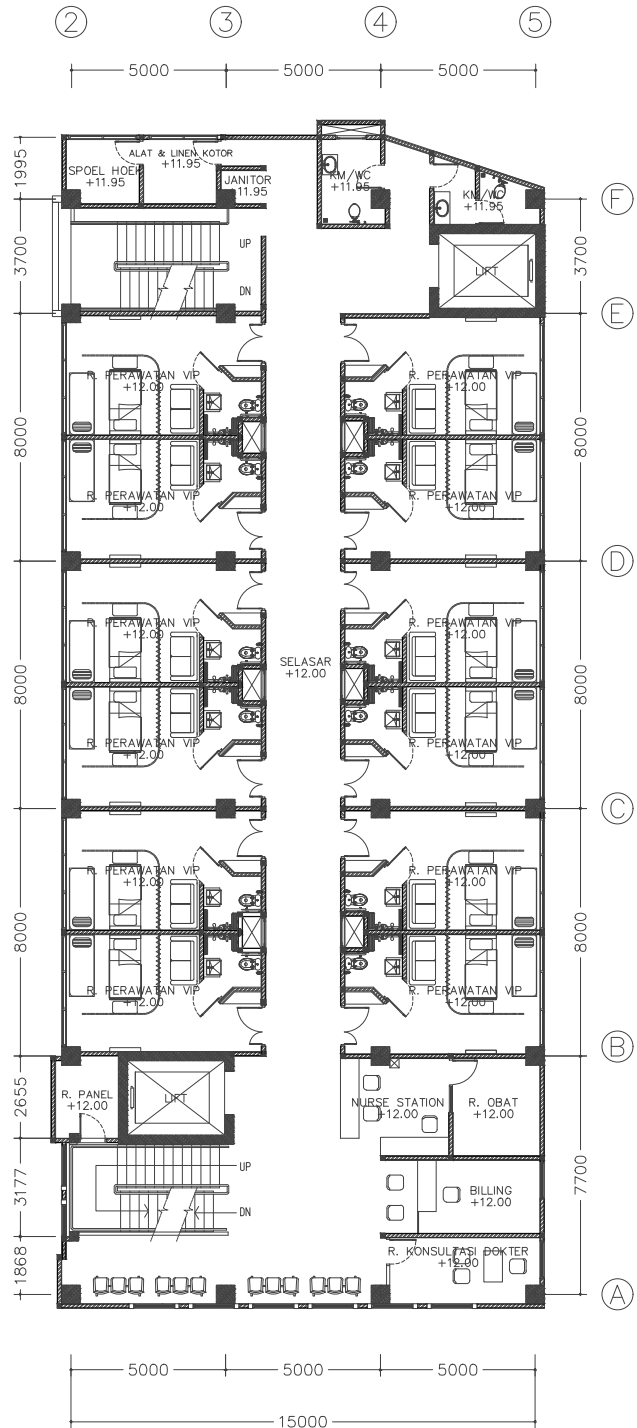 2 3 4 5
5000 5000 5000
1995
SPOEL HOEK
+11.95
ALAT & LINEN KOTOR
+11.95
JANITOR
+11.95
KM/WC
+11.95
KM/WC
+11.95
F
3700
UP
DN
LIFT
3700
E
R. PERAWATAN VIP
+12.00
R. PERAWATAN VIP
+12.00
8000
8000
R. PERAWATAN VIP
+12.00
R. PERAWATAN VIP
+12.00
D
R. PERAWATAN VIP
+12.00
R. PERAWATAN VIP
+12.00
8000
SELASAR
+12.00
8000
R. PERAWATAN VIP
+12.00
R. PERAWATAN VIP
+12.00
C
R. PERAWATAN VIP
+12.00
R. PERAWATAN VIP
+12.00
8000
8000
R. PERAWATAN VIP
+12.00
R. PERAWATAN VIP
+12.00
B
2655
R. PANEL
+12.00
LIFT
NURSE STATION
+12.00
R. OBAT
+12.00
3177
UP
DN
BILLING
+12.00
7700
1868
R. KONSULTASI DOKTER
+12.00
A
5000 5000 5000
15000